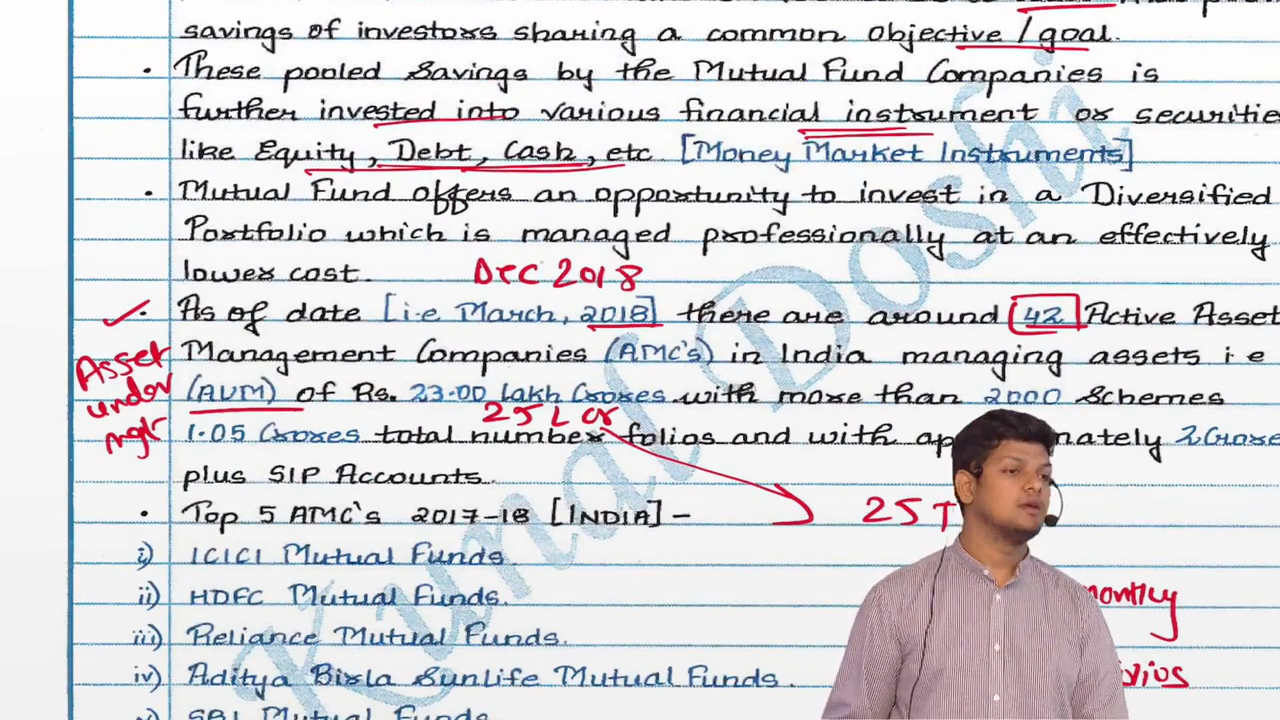 savings of investors sharing a common objective / goal.
• These pooled Savings by the Mutual Fund Companies is
further invested into various financial instrument or securities
like Equity, Debt, Cash, etc. [Money Market Instruments]
• Mutual Fund offers an opportunity to invest in a Diversified
Portfolio which is managed professionally at an effectively
lower cost. Dec 2018
• As of date [i.e March, 2018] there are around 42 Active Asset
Management Companies (AMC's) in India managing assets i e
Asset under mgt
(AUM) of Rs. 23.00 Lakh Crores with more than 2000 Schemes
25 L Cr
1.05 Crores total number folios and with
plus SIP Accounts.
• Top 5 AMC's 2017-18 [INDIA] - 25 T
i) ICICI Mutual Funds.
ii) HDFC Mutual Funds.
iii) Reliance Mutual Funds.
iv) Aditya Birla Sunlife Mutual Funds.
v) SBI Mutual Funds
Kunal Doshi